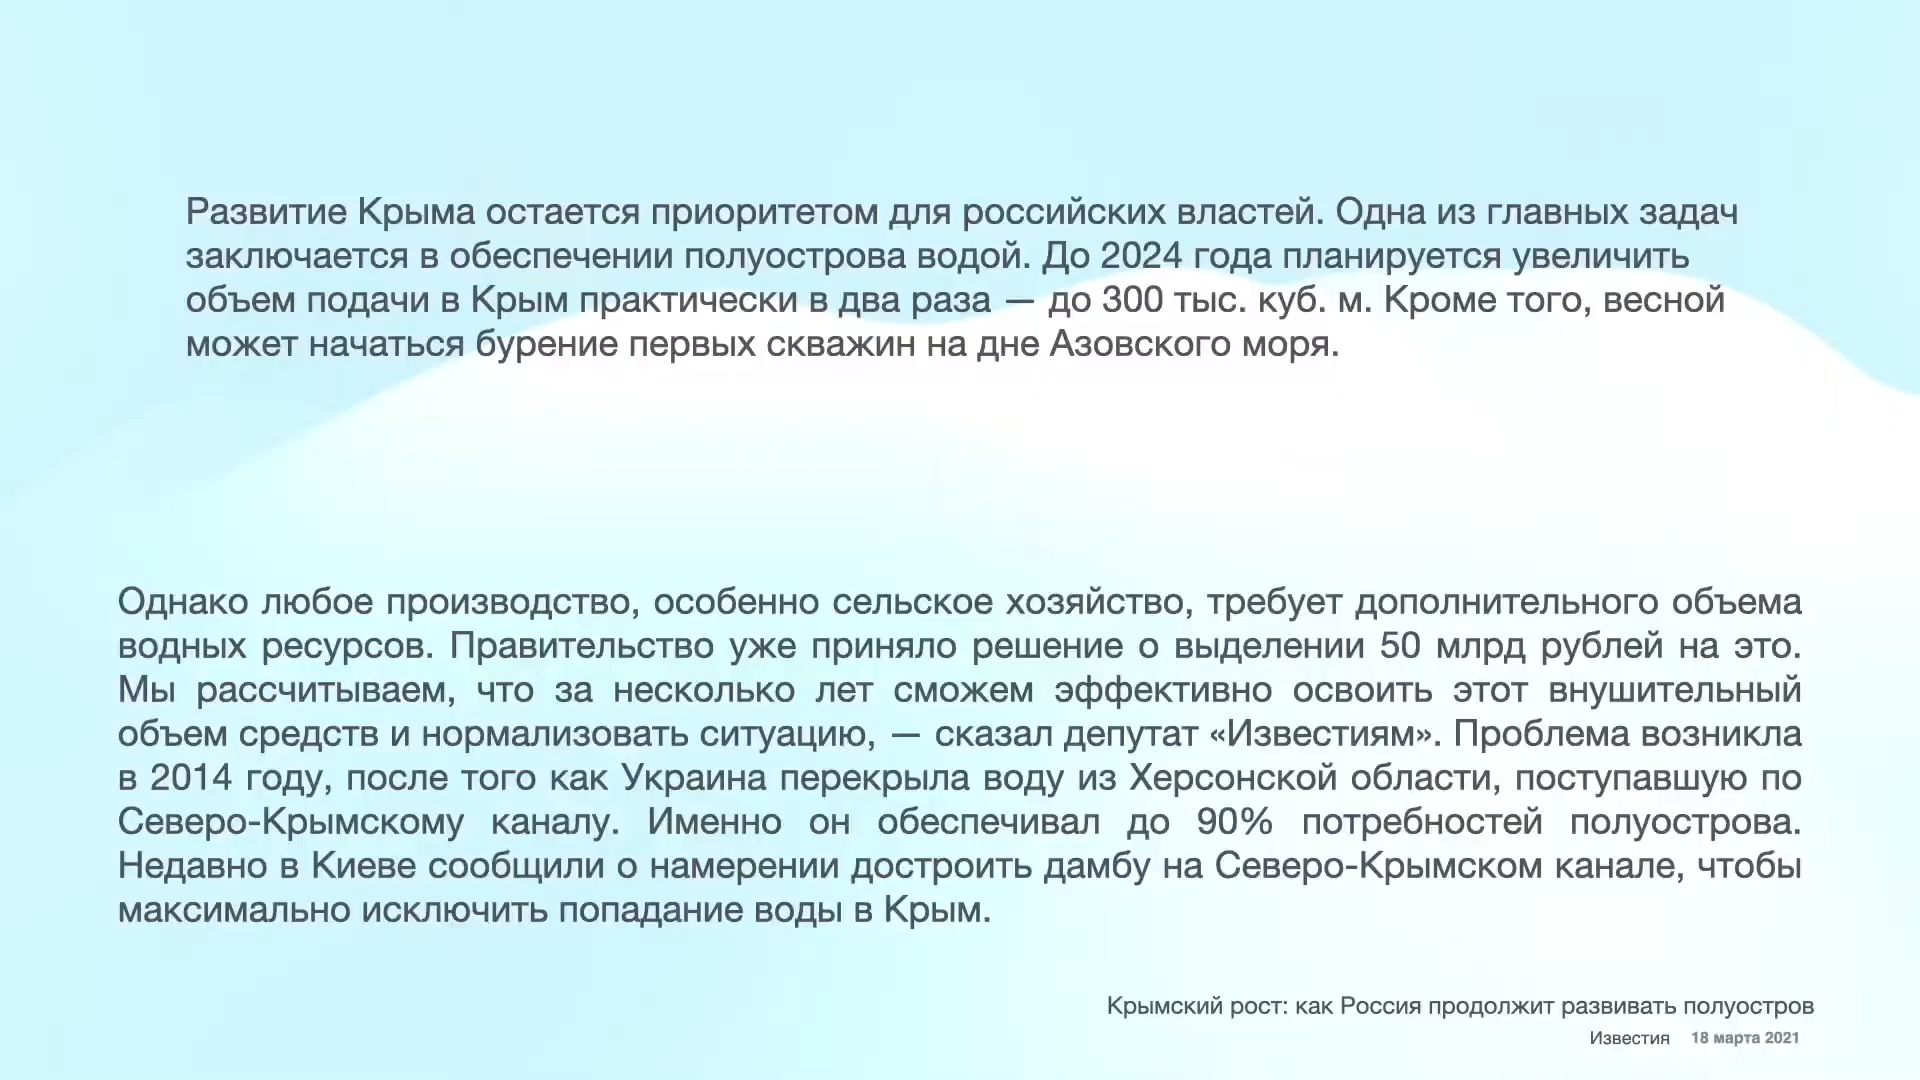 Развитие Крыма остается приоритетом для российских властей. Одна из главных задач
заключается в обеспечении полуострова водой. До 2024 года планируется увеличить
объем подачи в Крым практически в два раза — до 300 тыс. куб. м. Кроме того, весной
может начаться бурение первых скважин на дне Азовского моря.
Однако любое производство, особенно сельское хозяйство, требует дополнительного объема
водных ресурсов. Правительство уже приняло решение о выделении 50 млрд рублей на это.
Мы рассчитываем, что за несколько лет сможем эффективно освоить этот внушительный
объем средств и нормализовать ситуацию, — сказал депутат «Известиям». Проблема возникла
в 2014 году, после того как Украина перекрыла воду из Херсонской области, поступавшую по
Северо-Крымскому каналу. Именно он обеспечивал до 90% потребностей полуострова.
Недавно в Киеве сообщили о намерении достроить дамбу на Северо-Крымском канале, чтобы
максимально исключить попадание воды в Крым.
Крымский рост: как Россия продолжит развивать полуостров
Известия 18 марта 2021